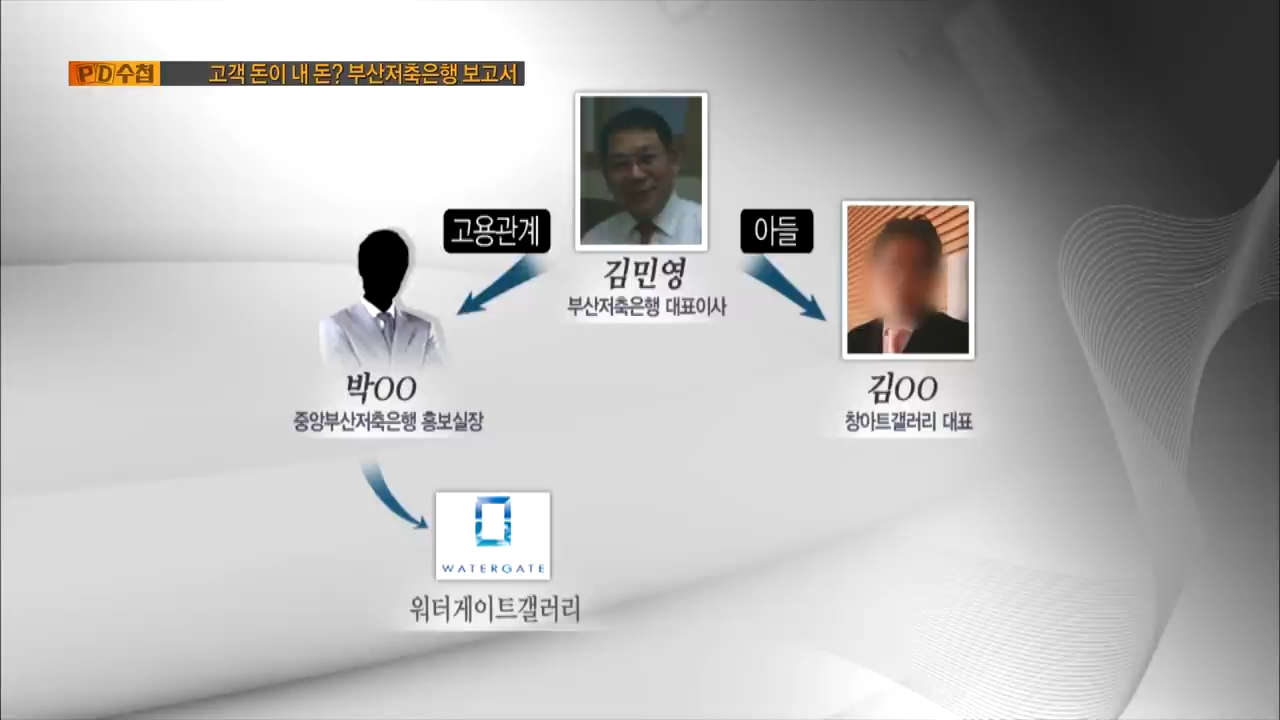 PD수첩
고객 돈이 내 돈? 부산저축은행 보고서
고용관계
아들
김민영
부산저축은행 대표이사
박OO
중앙부산저축은행 홍보실장
김OO
창아트갤러리 대표
WATERGATE
워터게이트갤러리